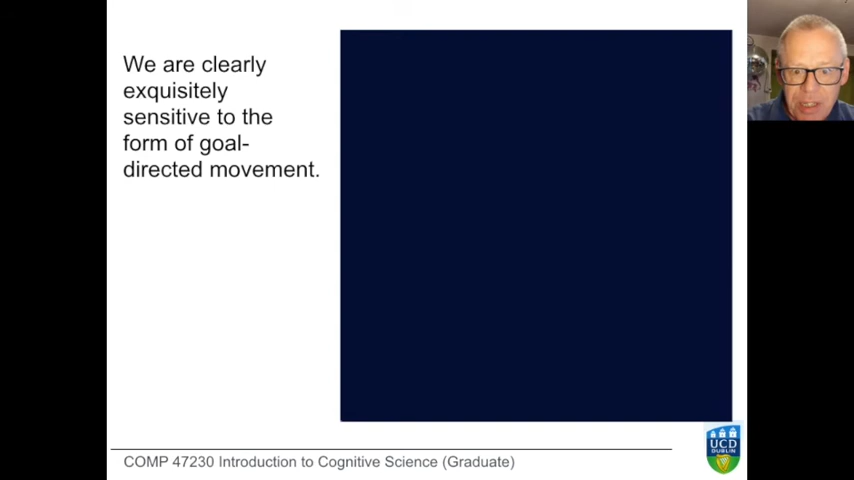 We are clearly
exquisitely
sensitive to the
form of goal-
directed movement.
COMP 47230 Introduction to Cognitive Science (Graduate)
UCD
DUBLIN